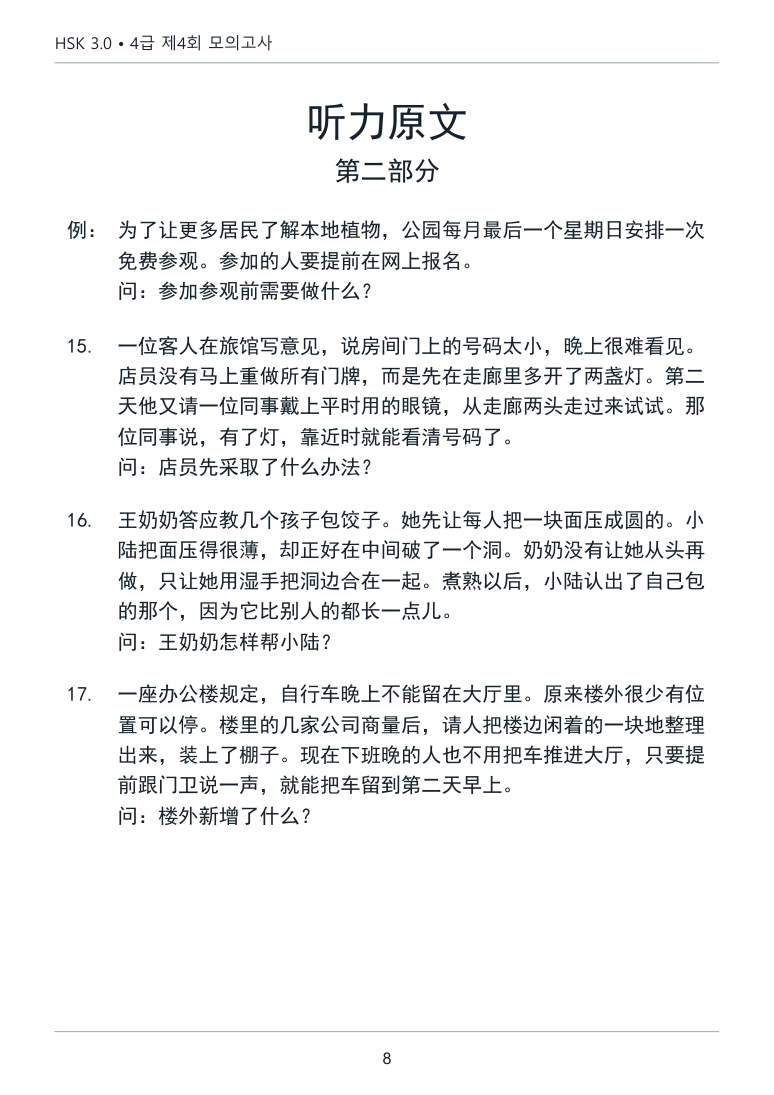 HSK 3.0 • 4급 제4회 모의고사
听力原文
第二部分
例： 为了让更多居民了解本地植物，公园每月最后一个星期日安排一次
免费参观。参加的人要提前在网上报名。
问：参加参观前需要做什么？
15. 一位客人在旅馆写意见，说房间门上的号码太小，晚上很难看见。
店员没有马上重做所有门牌，而是先在走廊里多开了两盏灯。第二
天他又请一位同事戴上平时用的眼镜，从走廊两头走过来试试。那
位同事说，有了灯，靠近时就能看清号码了。
问：店员先采取了什么办法？
16. 王奶奶答应教几个孩子包饺子。她先让每人把一块面压成圆的。小
陆把面压得很薄，却正好在中间破了一个洞。奶奶没有让她从头再
做，只让她用湿手把洞边合在一起。煮熟以后，小陆认出了自己包
的那个，因为它比别人的都长一点儿。
问：王奶奶怎样帮小陆？
17. 一座办公楼规定，自行车晚上不能留在大厅里。原来楼外很少有位
置可以停。楼里的几家公司商量后，请人把楼边闲着的一块地整理
出来，装上了棚子。现在下班晚的人也不用把车推进大厅，只要提
前跟门卫说一声，就能把车留到第二天早上。
问：楼外新增了什么？
8